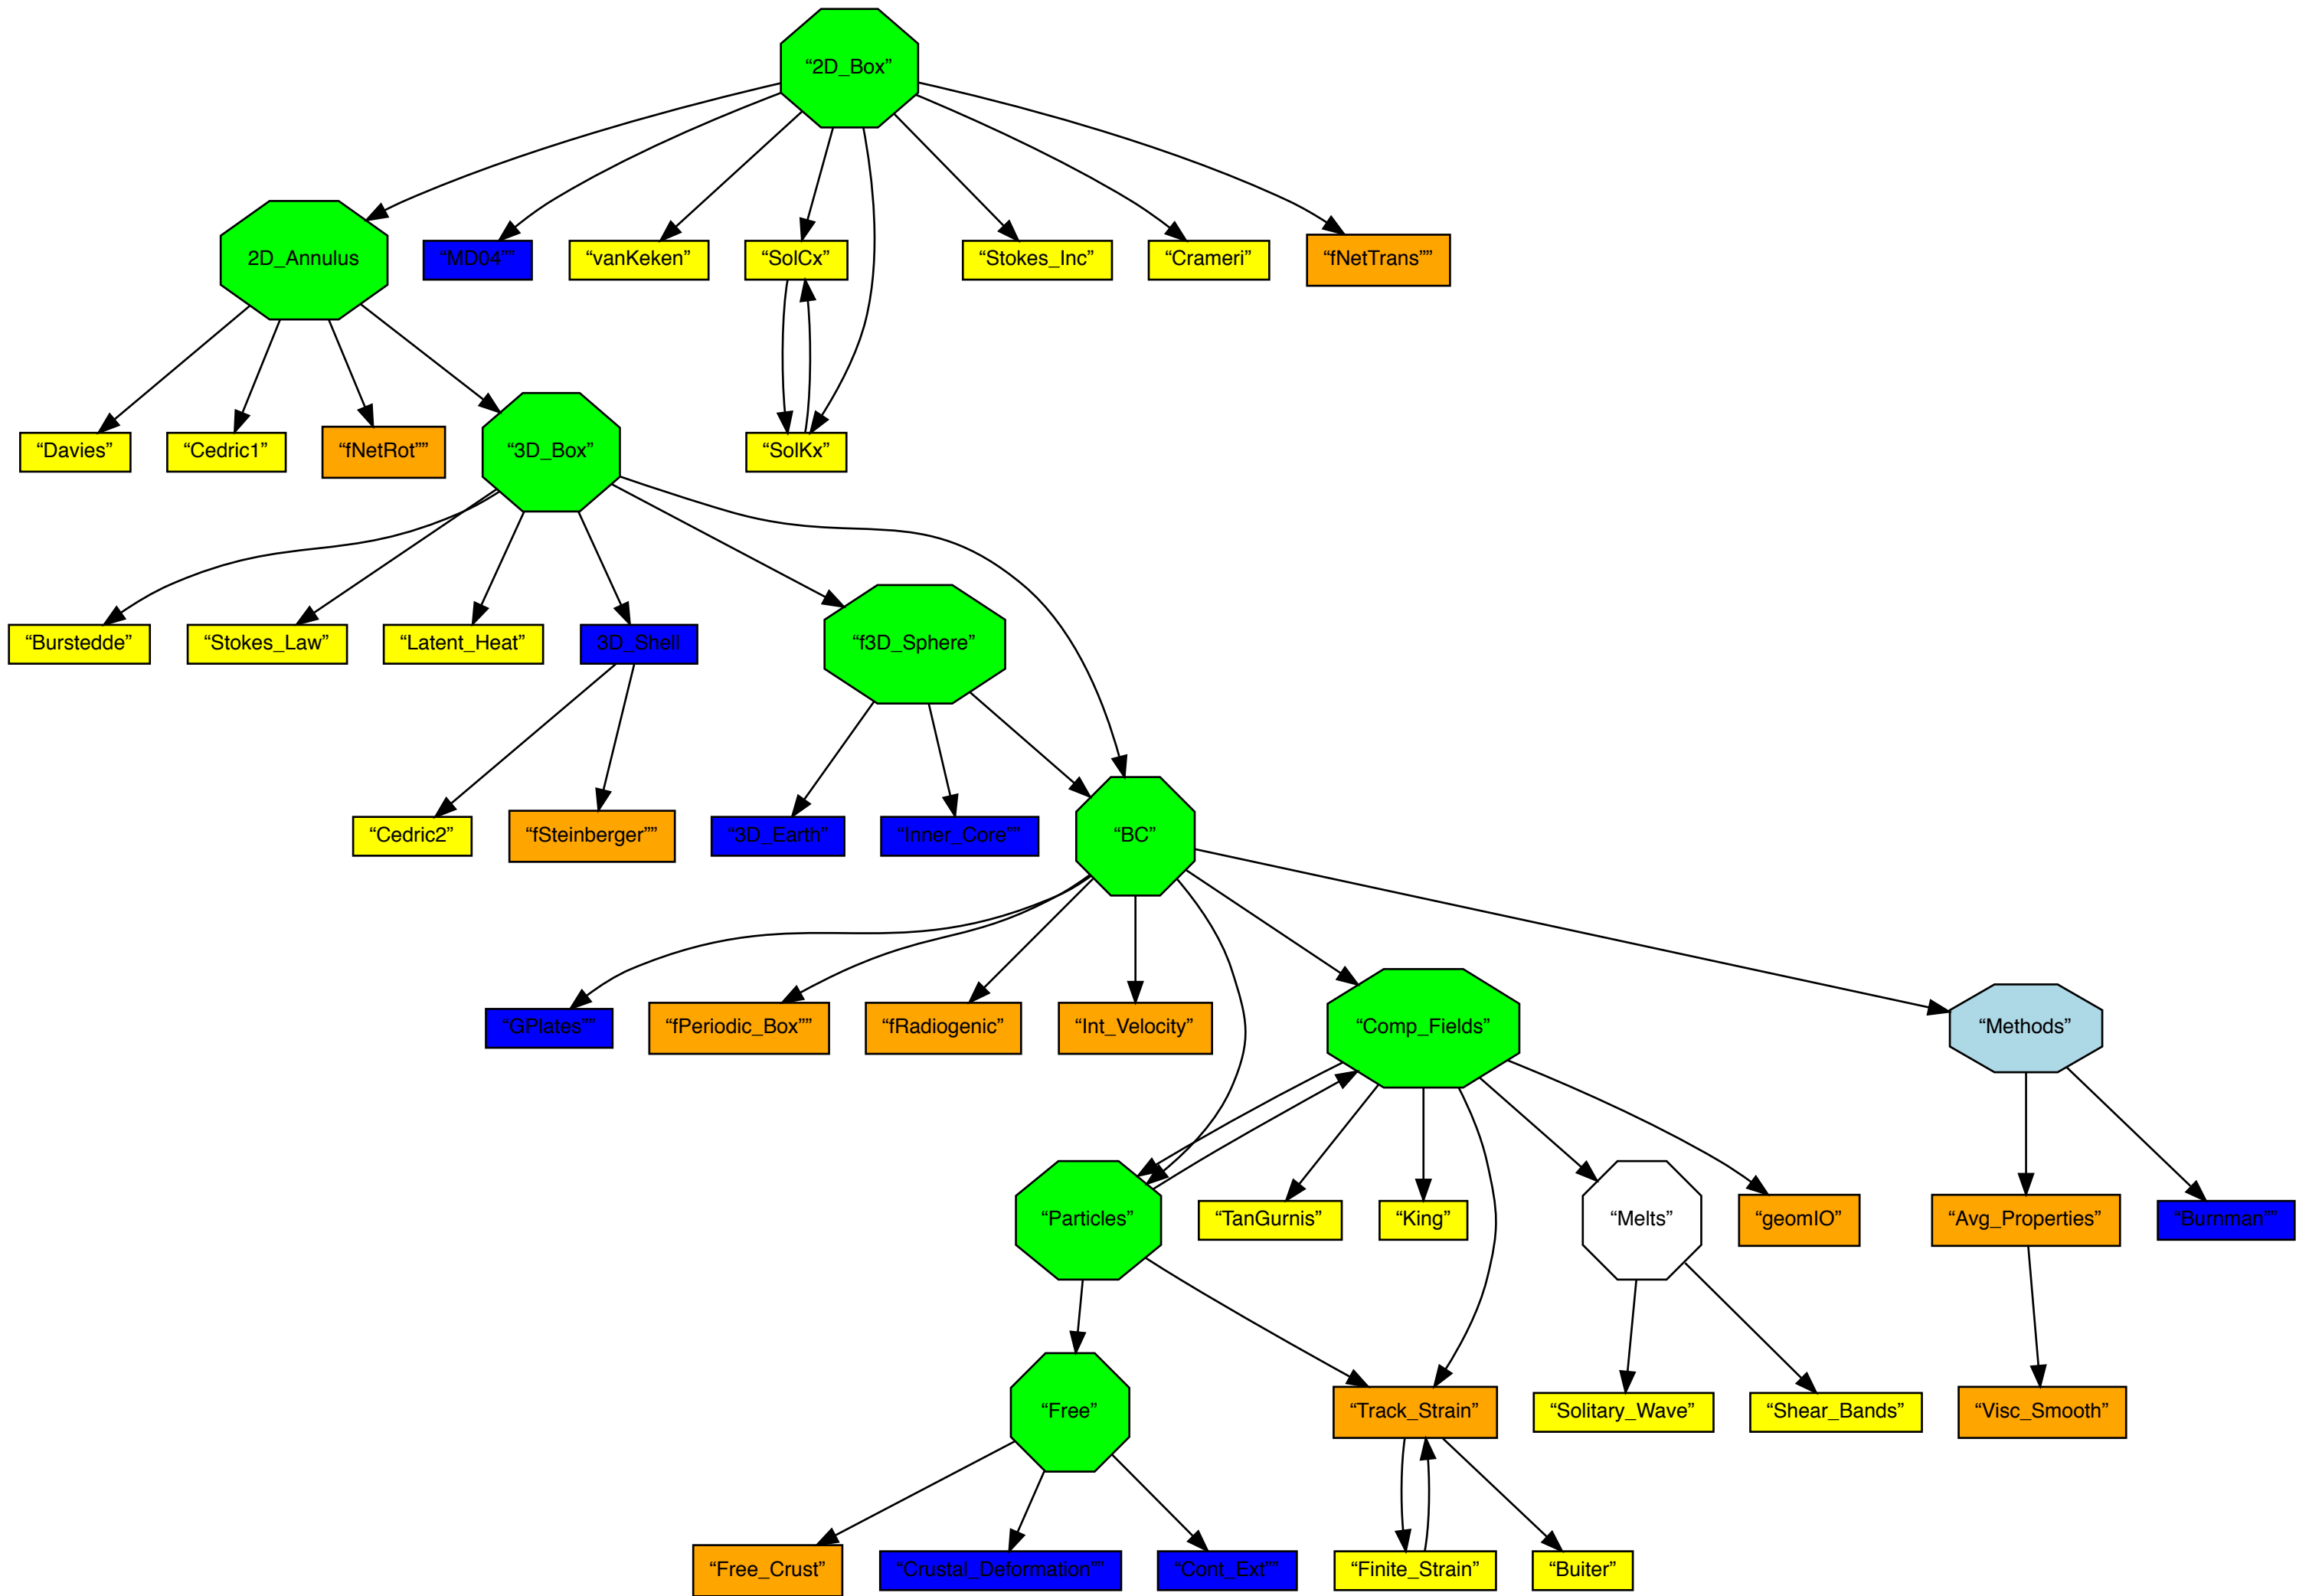 “2D_Box”
2D_Annulus
“MD04””
“vanKeken”
“SolCx”
“Stokes_Inc”
“Crameri”
“fNetTrans””
“Davies”
“Cedric1”
“fNetRot””
“3D_Box”
“SolKx”
“Burstedde”
“Stokes_Law”
“Latent_Heat”
3D_Shell
“f3D_Sphere”
“Cedric2”
“fSteinberger””
“3D_Earth”
“Inner_Core””
“BC”
“GPlates””
“fPeriodic_Box””
“fRadiogenic”
“Int_Velocity”
“Comp_Fields”
“Methods”
“Particles”
“TanGurnis”
“King”
“Melts”
“geomIO”
“Avg_Properties”
“Burnman””
“Free”
“Track_Strain”
“Solitary_Wave”
“Shear_Bands”
“Visc_Smooth”
“Free_Crust”
“Crustal_Deformation””
“Cont_Ext””
“Finite_Strain”
“Buiter”